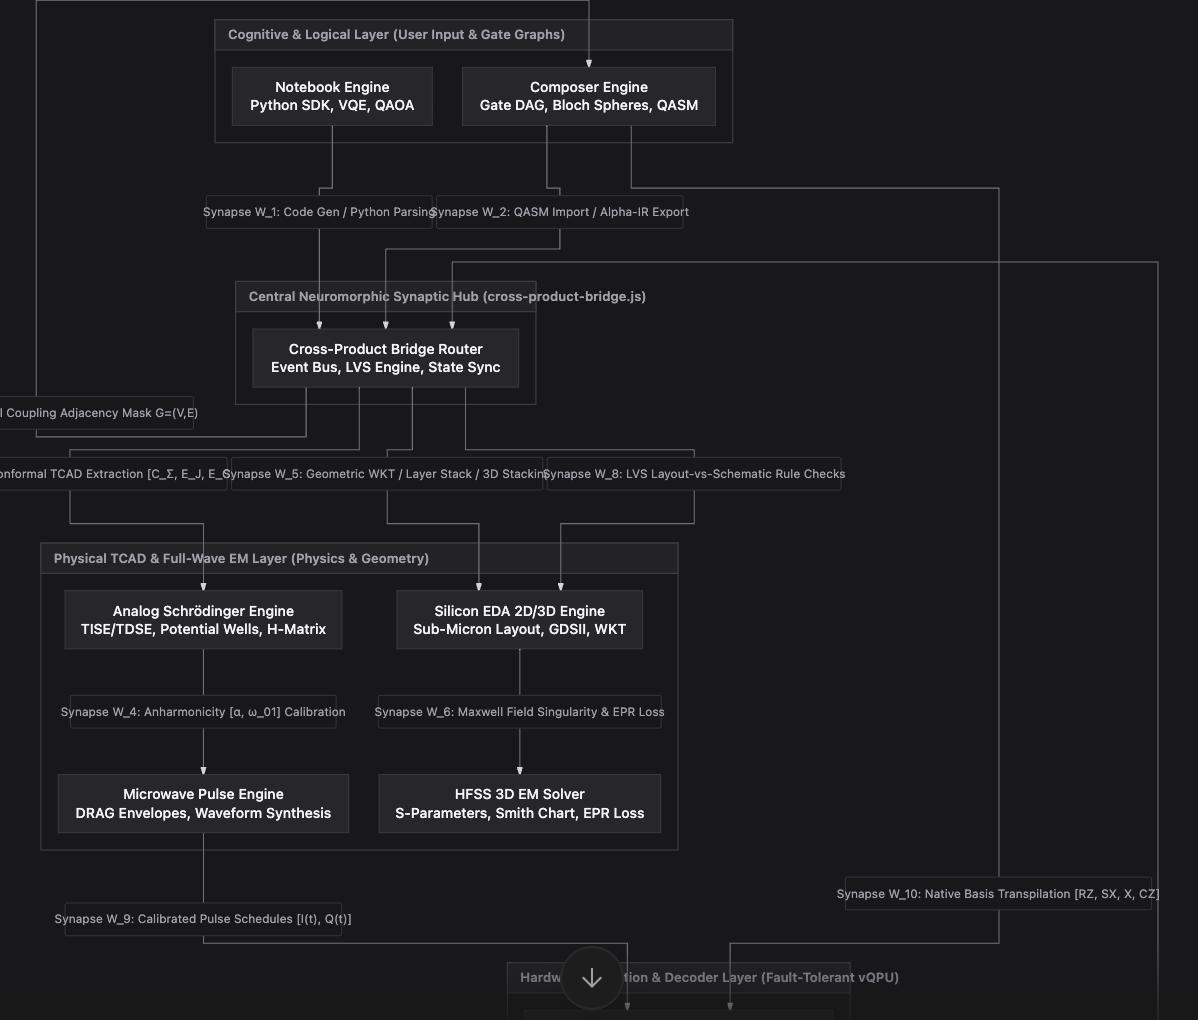 Cognitive & Logical Layer (User Input & Gate Graphs)
Notebook Engine
Python SDK, VQE, QAOA
Composer Engine
Gate DAG, Bloch Spheres, QASM
Synapse W_1: Code Gen / Python Parsing
Synapse W_2: QASM Import / Alpha-IR Export
Central Neuromorphic Synaptic Hub (cross-product-bridge.js)
Cross-Product Bridge Router
Event Bus, LVS Engine, State Sync
Coupling Adjacency Mask G=(V,E)
TCAD Extraction [C_Σ, E_J,
Synapse W_5: Geometric WKT / Layer Stack / 3D Stacking
Synapse W_8: LVS Layout-vs-Schematic Rule Checks
Physical TCAD & Full-Wave EM Layer (Physics & Geometry)
Analog Schrödinger Engine
TISE/TDSE, Potential Wells, H-Matrix
Silicon EDA 2D/3D Engine
Sub-Micron Layout, GDSII, WKT
Synapse W_4: Anharmonicity [α, ω_01] Calibration
Synapse W_6: Maxwell Field Singularity & EPR Loss
Microwave Pulse Engine
DRAG Envelopes, Waveform Synthesis
HFSS 3D EM Solver
S-Parameters, Smith Chart, EPR Loss
Synapse W_10: Native Basis Transpilation [RZ, SX, X, CZ]
Synapse W_9: Calibrated Pulse Schedules [I(t), Q(t)]
& Decoder Layer (Fault-Tolerant vQPU)